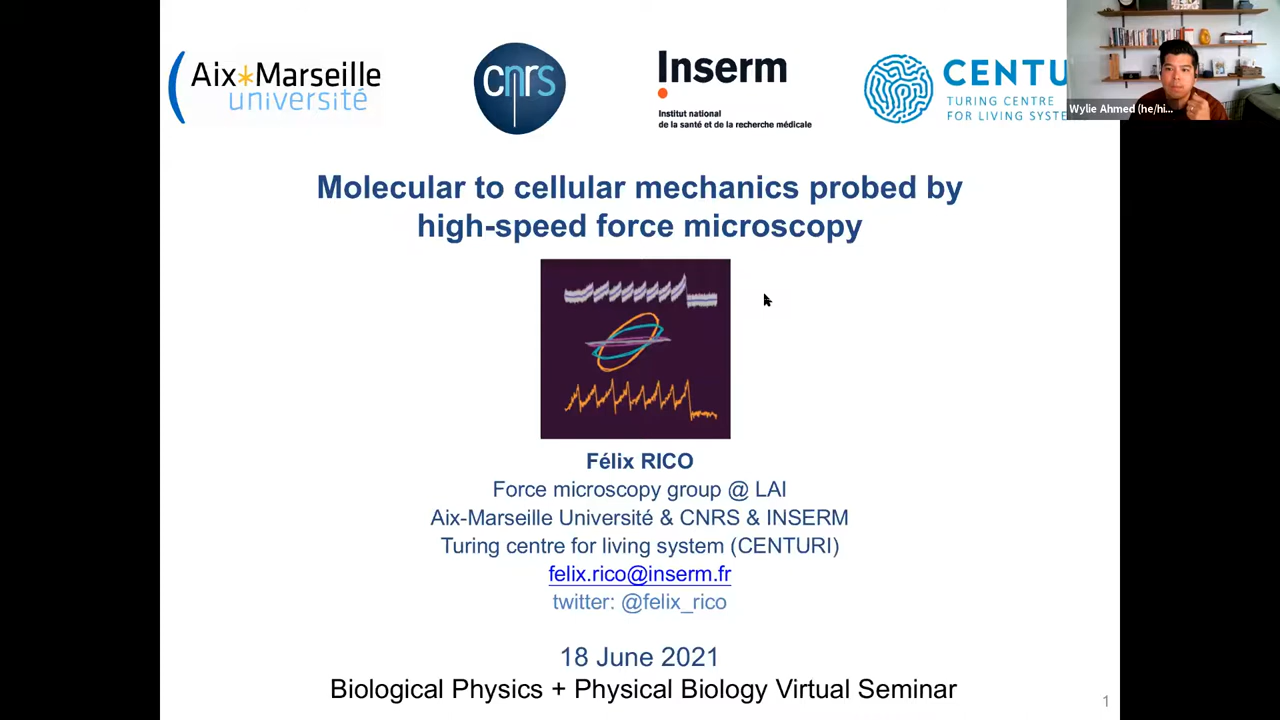 Aix*Marseille
université
cnrs
Inserm
Institut national
de la santé et de la recherche médicale
CENTU
TURING CENTRE
FOR LIVING SYSTE
Wylie Ahmed (he/hi...
Molecular to cellular mechanics probed by
high-speed force microscopy
Félix RICO
Force microscopy group @ LAI
Aix-Marseille Université & CNRS & INSERM
Turing centre for living system (CENTURI)
felix.rico@inserm.fr
twitter: @felix_rico
18 June 2021
Biological Physics + Physical Biology Virtual Seminar
1